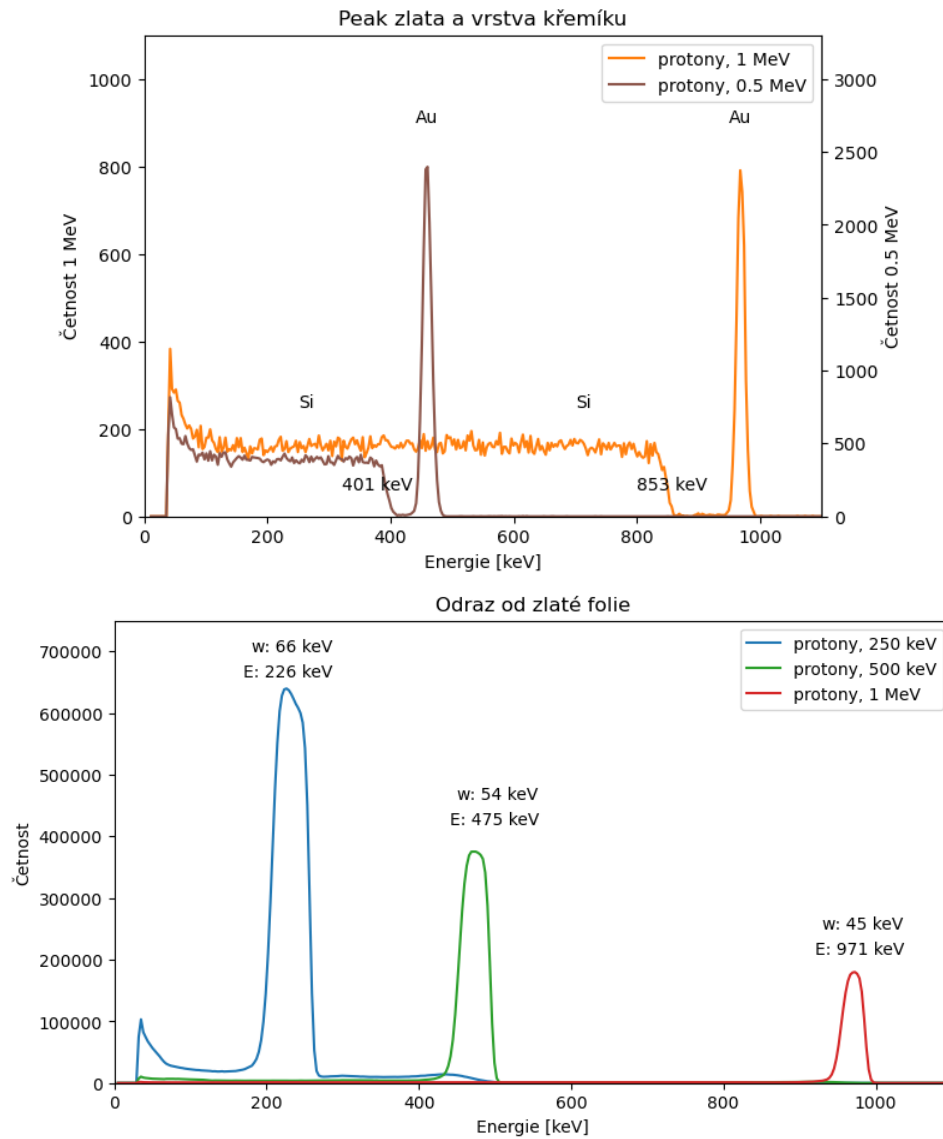 Peak zlata a vrstva křemíku
protony, 1 MeV
protony, 0.5 MeV
Au
Au
Si
Si
401 keV
853 keV
Četnost 1 MeV
1000
800
600
400
200
0
Četnost 0.5 MeV
3000
2500
2000
1500
1000
500
0
0 200 400 600 800 1000
Energie [keV]
Odraz od zlaté folie
protony, 250 keV
protony, 500 keV
protony, 1 MeV
w: 66 keV
E: 226 keV
w: 54 keV
E: 475 keV
w: 45 keV
E: 971 keV
Četnost
700000
600000
500000
400000
300000
200000
100000
0
0 200 400 600 800 1000
Energie [keV]